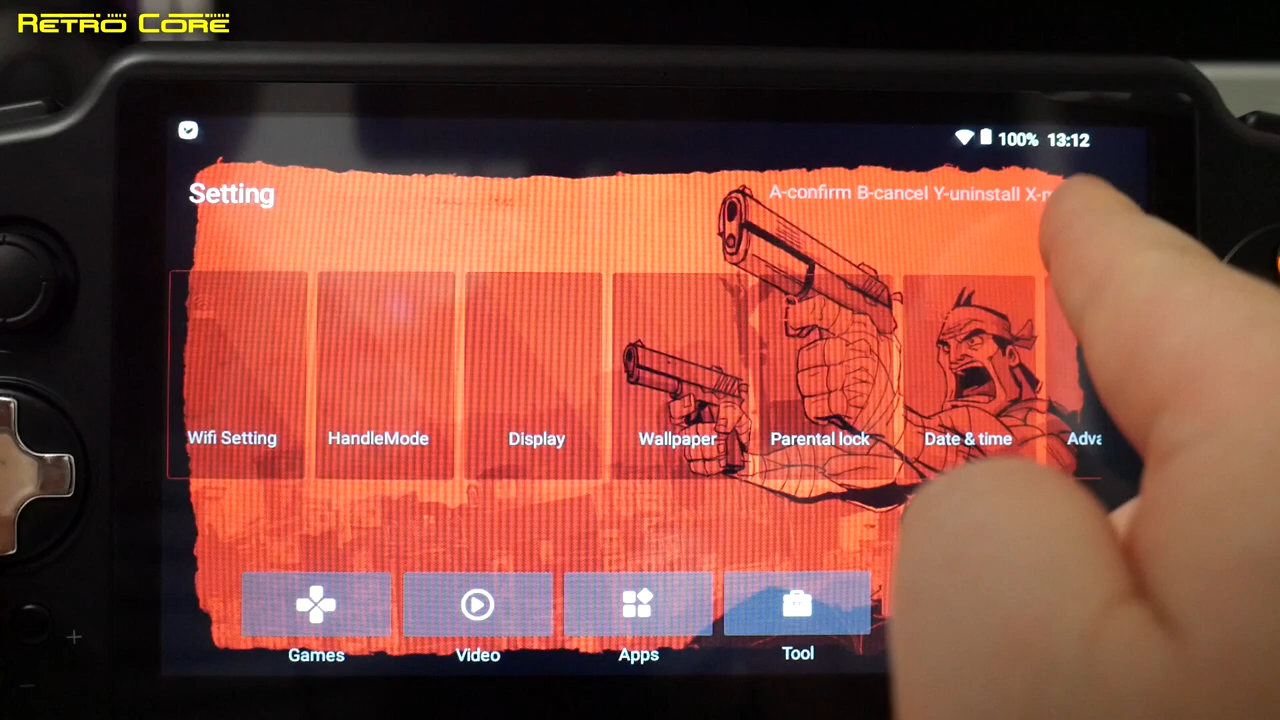 RETRO CORE
100% 13:12
Setting
A-confirm B-cancel Y-uninstall
Wifi Setting
HandleMode
Display
Wallpaper
Parental lock
Date & time
Games
Video
Apps
Tool